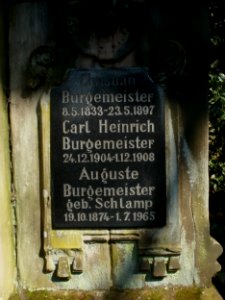 Burgemeister
8.5.1833-23.5.1897
Carl Heinrich
Burgemeister
24.12.1904-1.12.1908
Auguste
Burgemeister
geb. Schlamp
19.10.1874-1.7.1965